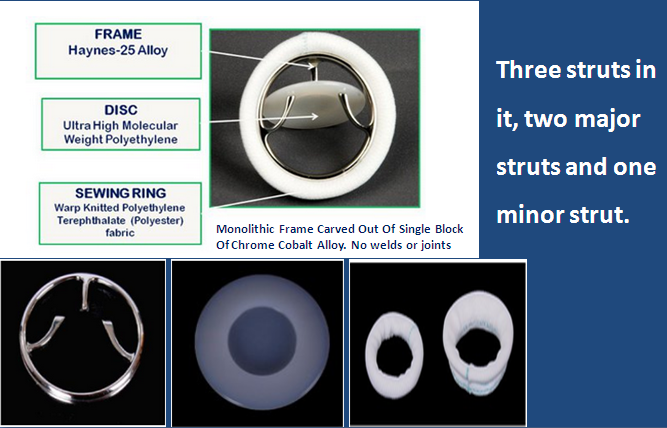 FRAME
Haynes-25 Alloy
DISC
Ultra High Molecular
Weight Polyethylene
SEWING RING
Warp Knitted Polyethylene
Terephthalate (Polyester)
fabric
Monolithic Frame Carved Out Of Single Block
Of Chrome Cobalt Alloy. No welds or joints
Three struts in
it, two major
struts and one
minor strut.